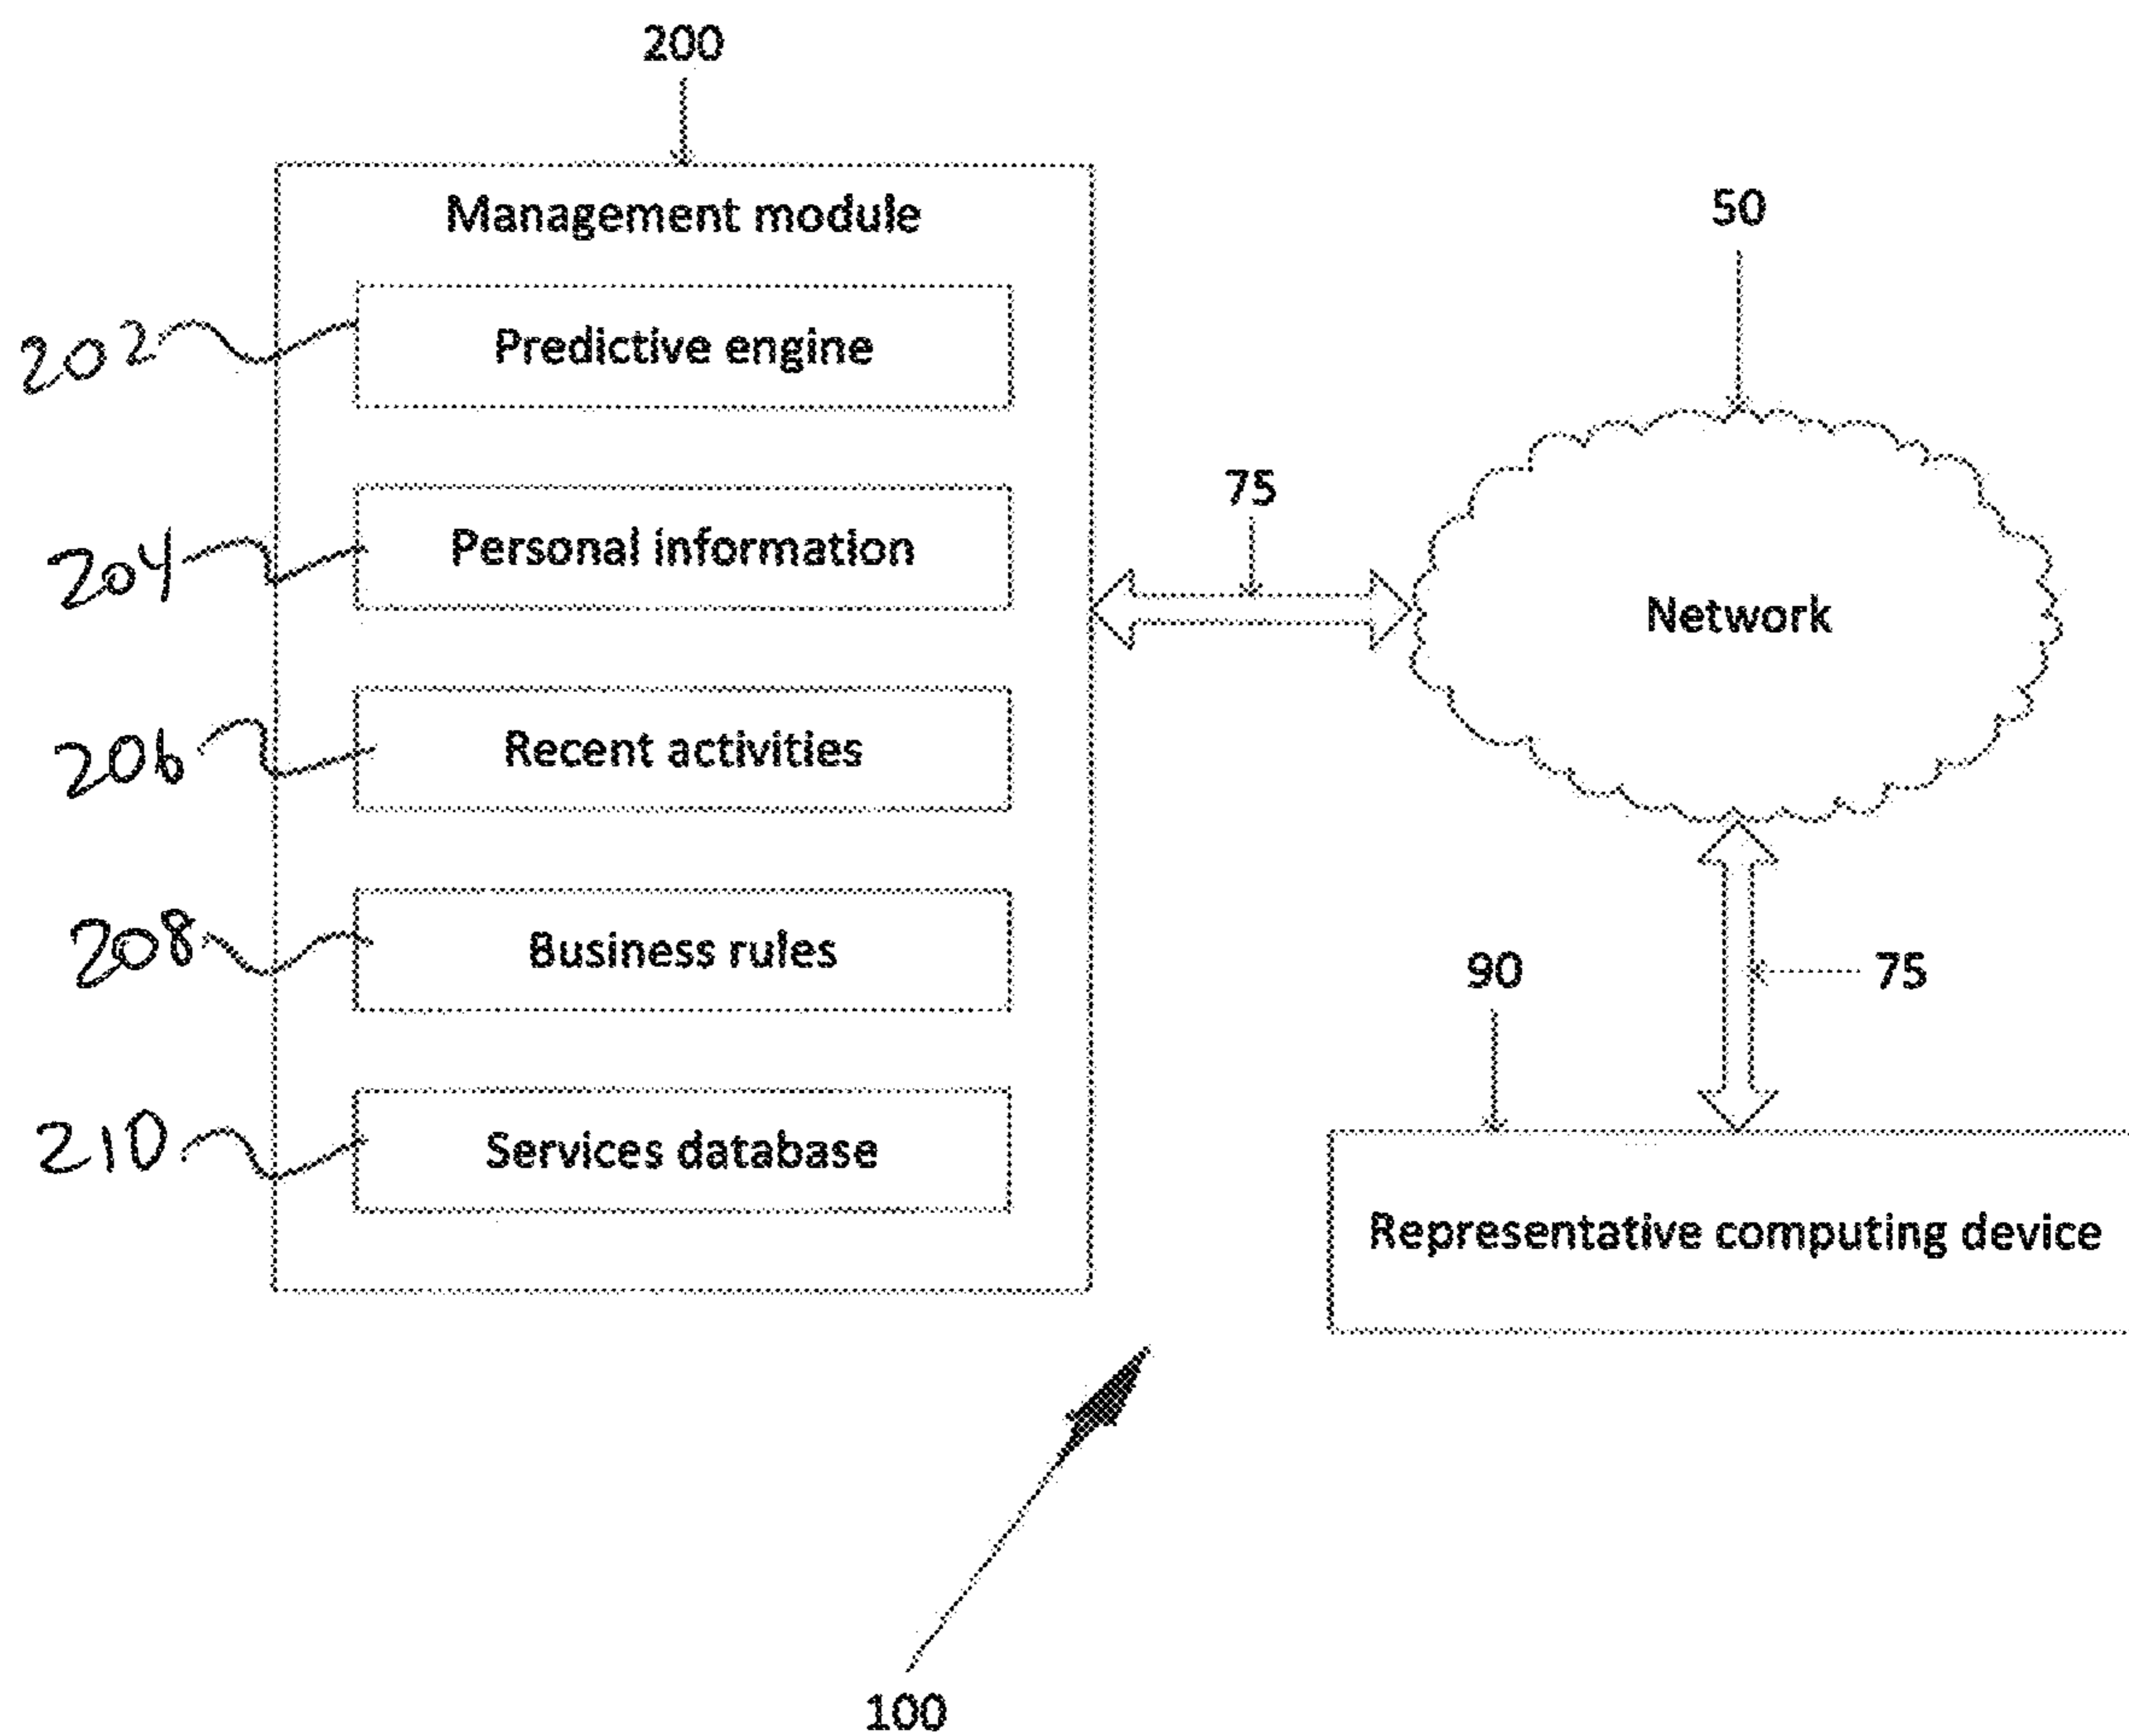 200
Management module
50
202
Predictive engine
75
204
Personal information
Network
206
Recent activities
208
Business rules
90
75
210
Services database
Representative computing device
100